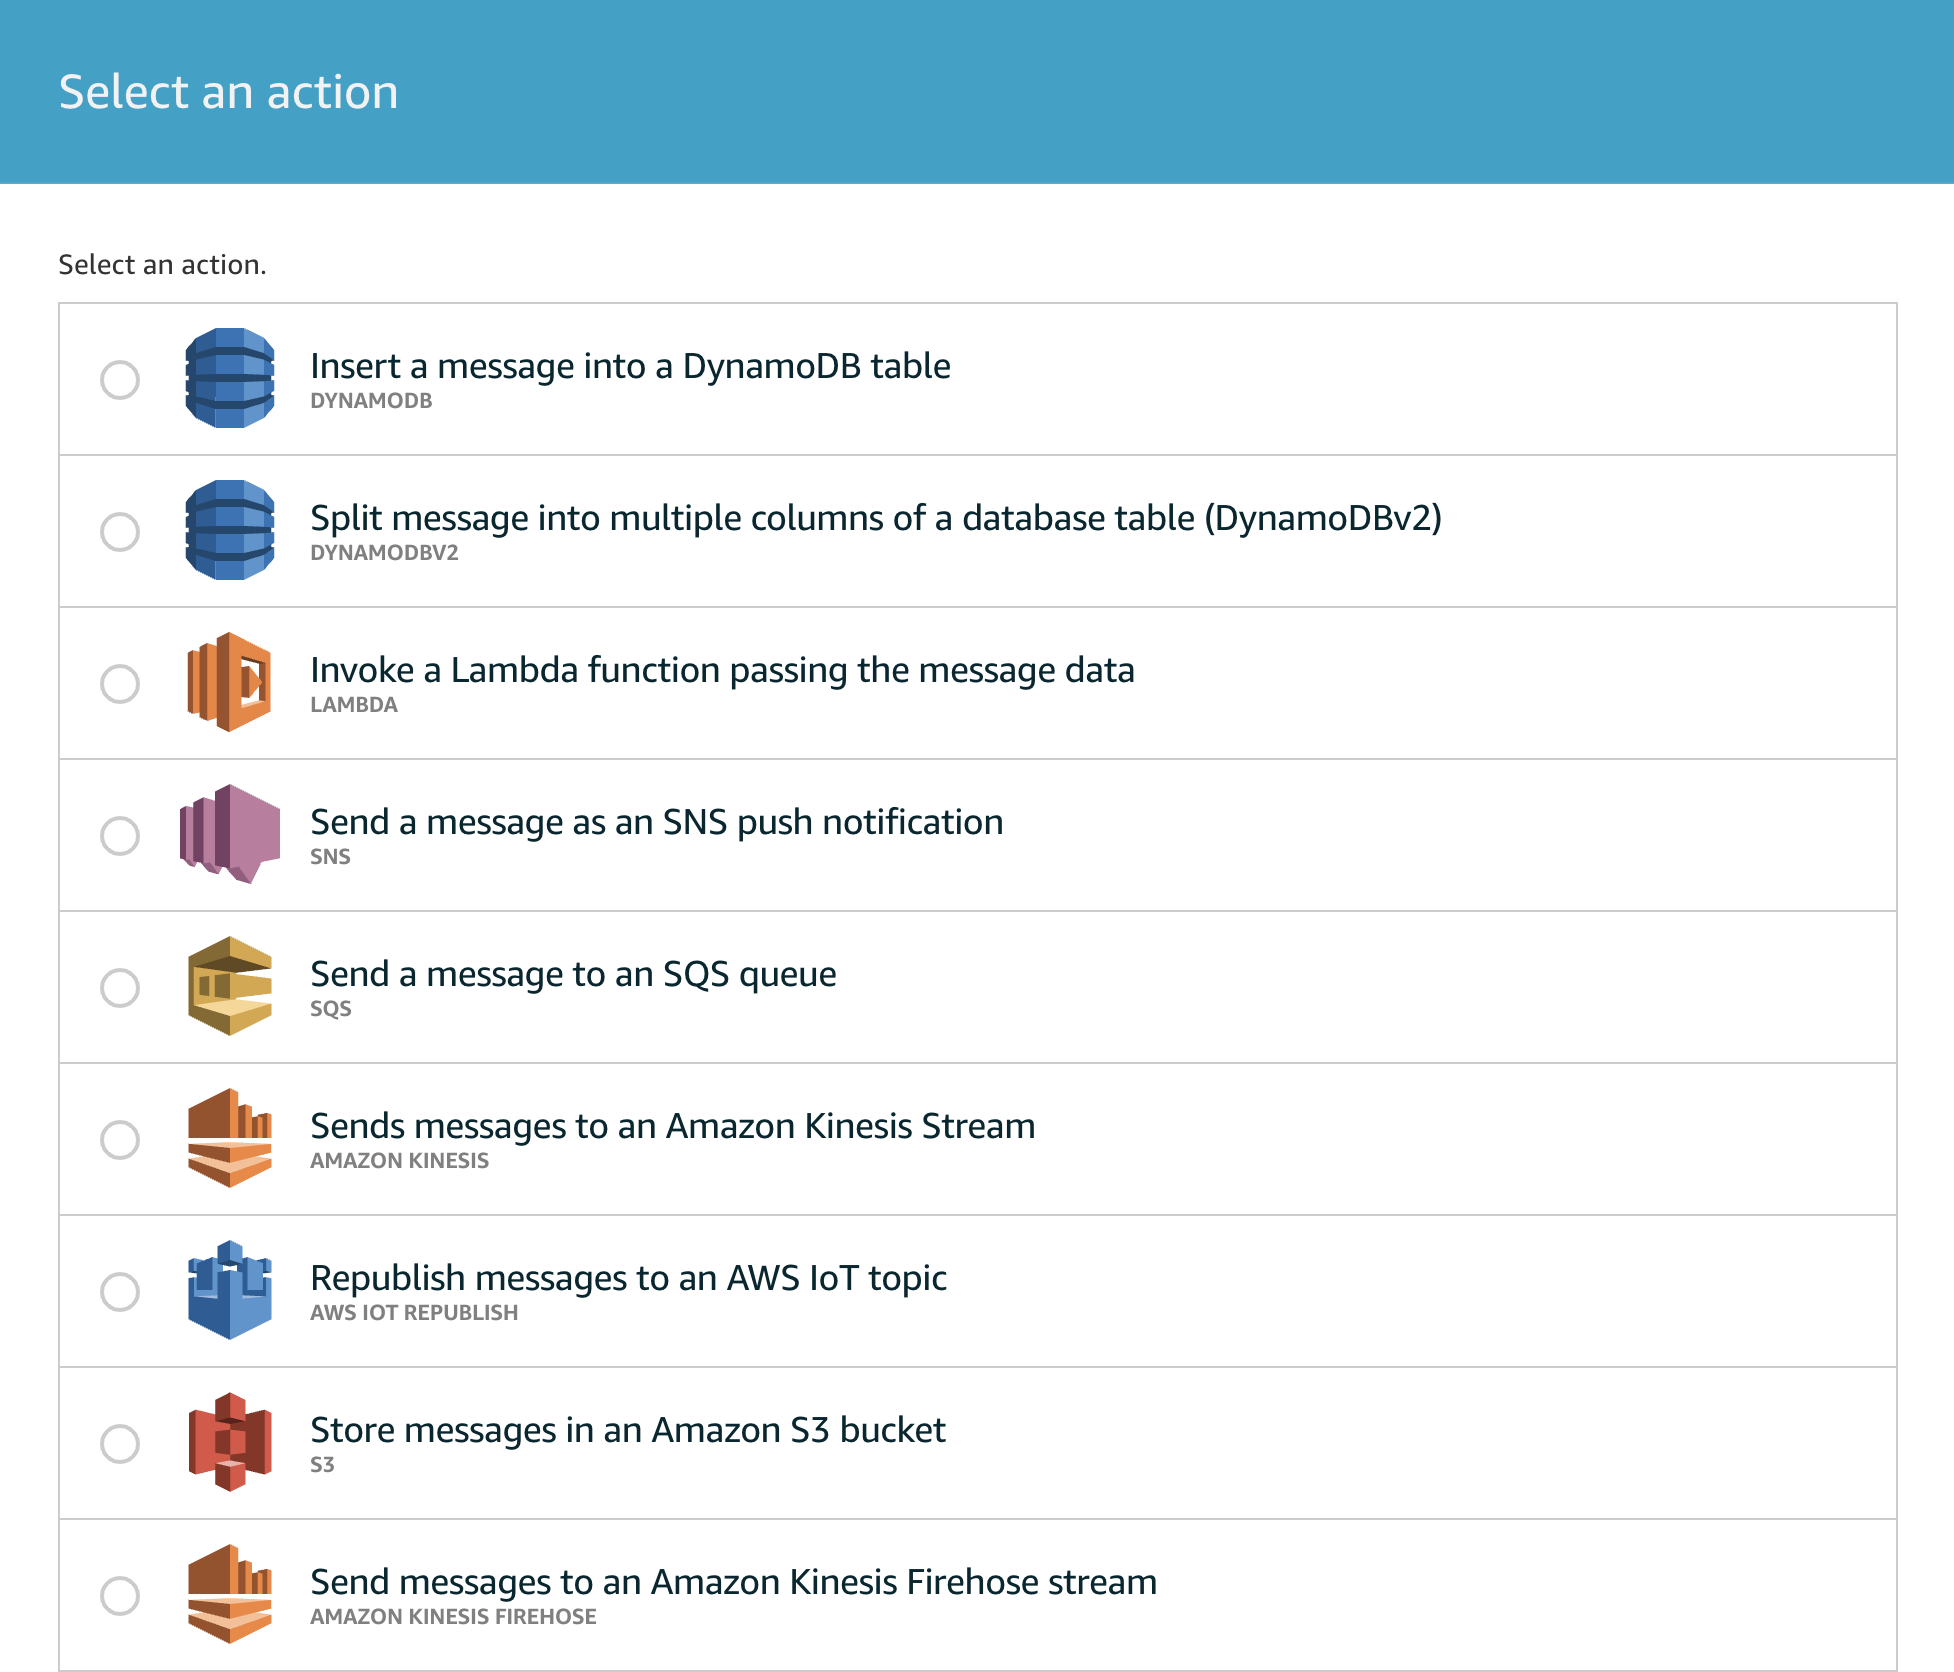 Select an action
Select an action.
Insert a message into a DynamoDB table
DYNAMODB
Split message into multiple columns of a database table (DynamoDBv2)
DYNAMODBV2
Invoke a Lambda function passing the message data
LAMBDA
Send a message as an SNS push notification
SNS
Send a message to an SQS queue
SQS
Sends messages to an Amazon Kinesis Stream
AMAZON KINESIS
Republish messages to an AWS IoT topic
AWS IOT REPUBLISH
Store messages in an Amazon S3 bucket
S3
Send messages to an Amazon Kinesis Firehose stream
AMAZON KINESIS FIREHOSE